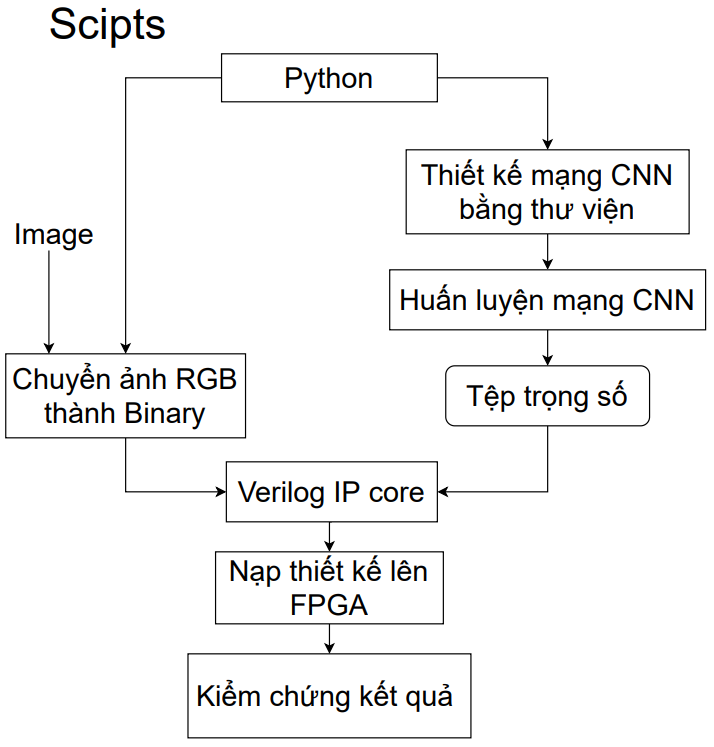 Scipts
Python
Thiết kế mạng CNN
bằng thư viện
Image
Huấn luyện mạng CNN
Chuyển ảnh RGB
thành Binary
Tệp trọng số
Verilog IP core
Nạp thiết kế lên
FPGA
Kiểm chứng kết quả